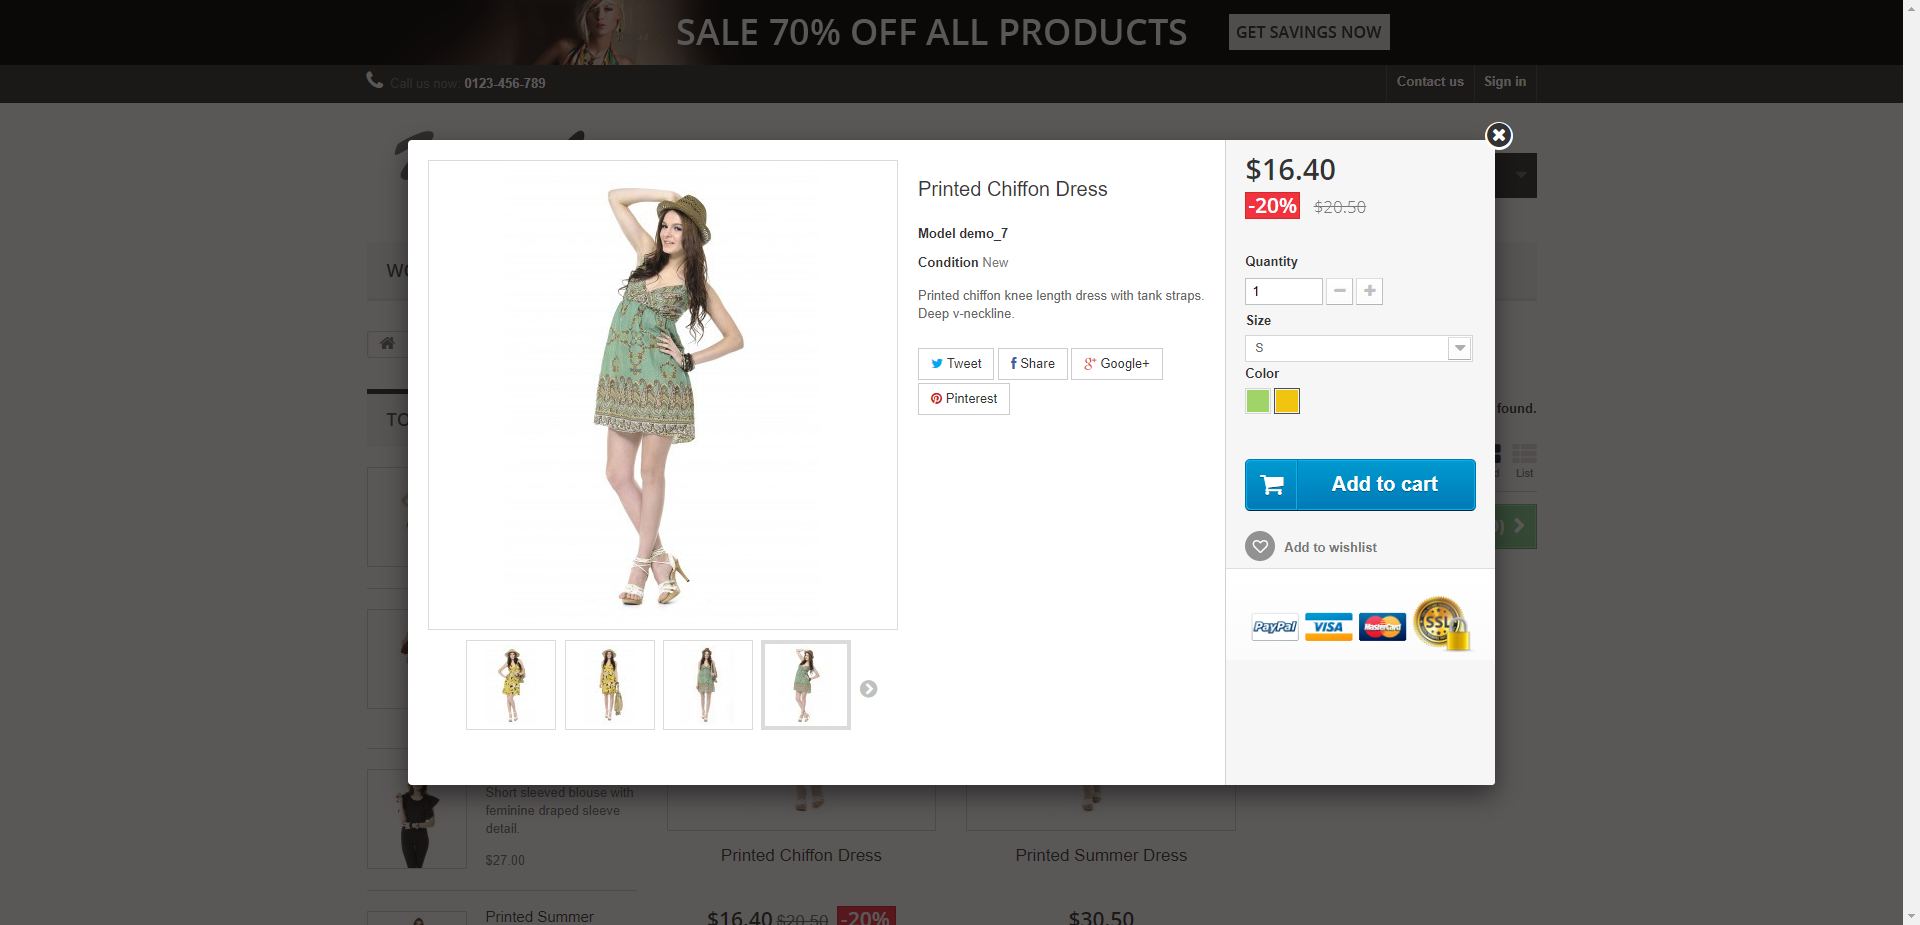 SALE 70% OFF ALL PRODUCTS
GET SAVINGS NOW
Call us now: 0123-456-789
Contact us
Sign in
Printed Chiffon Dress
Model demo_7
Condition New
Printed chiffon knee length dress with tank straps.
Deep v-neckline.
Tweet
Share
Google+
Pinterest
$16.40
-20% $20.50
Quantity
1
Size
S
Color
Add to cart
Add to wishlist
PayPal
VISA
MasterCard
SSL
found.
List
Short sleeved blouse with
feminine draped sleeve
detail.
$27.00
Printed Summer
Printed Chiffon Dress
$16.40 $20.50 -20%
Printed Summer Dress
$30.50